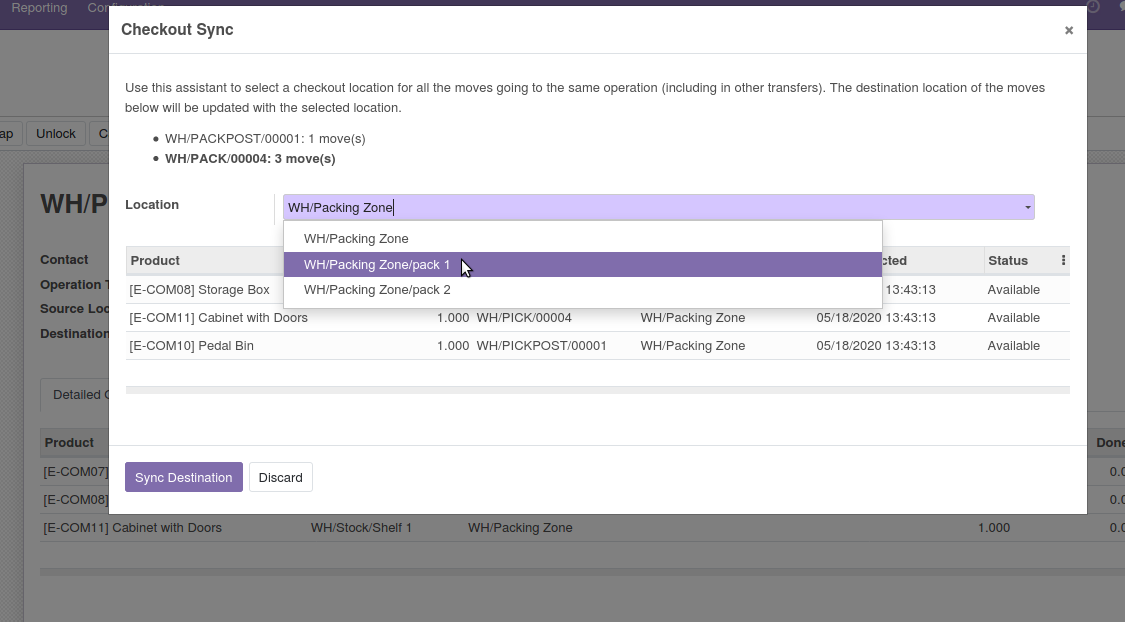 Reporting
Checkout Sync ×
Use this assistant to select a checkout location for all the moves going to the same operation (including in other transfers). The destination location of the moves
below will be updated with the selected location.
WH/PACKPOST/00001: 1 move(s)
WH/PACK/00004: 3 move(s)
ap Unlock C
WH/P
Location WH/Packing Zone
WH/Packing Zone
WH/Packing Zone/pack 1
WH/Packing Zone/pack 2
Contact
Operation T
Source Loc
Destination
Product cted Status
[E-COM08] Storage Box 13:43:13 Available
[E-COM11] Cabinet with Doors 1.000 WH/PICK/00004 WH/Packing Zone 05/18/2020 13:43:13 Available
[E-COM10] Pedal Bin 1.000 WH/PICKPOST/00001 WH/Packing Zone 05/18/2020 13:43:13 Available
Detailed
Product Done
Sync Destination Discard
[E-COM07] 0.0
[E-COM08] 0.0
[E-COM11] Cabinet with Doors WH/Stock/Shelf 1 WH/Packing Zone 1.000 0.0